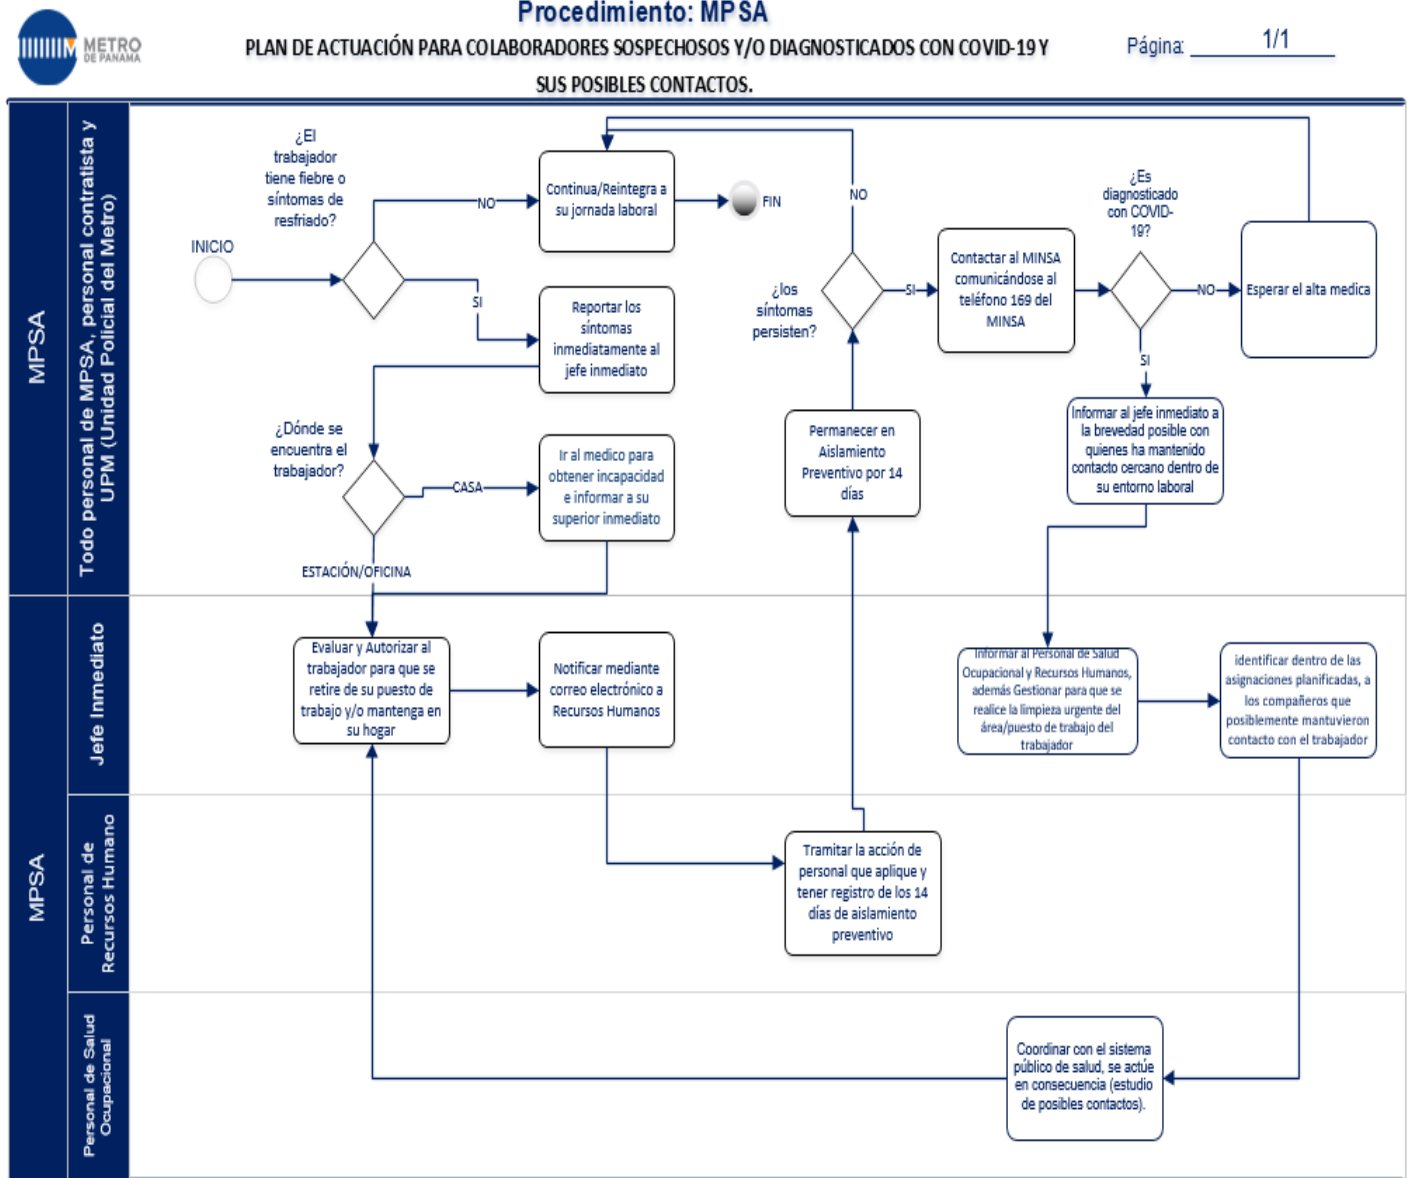 Procedimiento: MPSA
METRO
DE PANAMA
PLAN DE ACTUACIÓN PARA COLABORADORES SOSPECHOSOS Y/O DIAGNOSTICADOS CON COVID-19 Y
SUS POSIBLES CONTACTOS.
Página: 1/1
MPSA
Todo personal de MPSA, personal contratista y
UPM (Unidad Policial del Metro)
INICIO
¿El
trabajador
tiene fiebre o
síntomas de
resfriado?
NO
Continua/Reintegra a
su jornada laboral
FIN
SI
Reportar los
síntomas
inmediatamente al
jefe inmediato
¿Dónde se
encuentra el
trabajador?
CASA
Ir al medico para
obtener incapacidad
e informar a su
superior inmediato
ESTACIÓN/OFICINA
¿los
síntomas
persisten?
NO
SI
Permanecer en
Aislamiento
Preventivo por 14
días
Contactar al MINSA
comunicándose al
teléfono 169 del
MINSA
¿Es
diagnosticado
con COVID-
19?
NO
Esperar el alta medica
SI
Informar al jefe inmediato a
la brevedad posible con
quienes ha mantenido
contacto cercano dentro de
su entorno laboral
MPSA
Jefe Inmediato
Evaluar y Autorizar al
trabajador para que se
retire de su puesto de
trabajo y/o mantenga en
su hogar
Notificar mediante
correo electrónico a
Recursos Humanos
Informar al Personal de Salud
Ocupacional y Recursos Humanos,
además Gestionar para que se
realice la limpieza urgente del
área/puesto de trabajo del
trabajador
identificar dentro de las
asignaciones planificadas, a
los compañeros que
posiblemente mantuvieron
contacto con el trabajador
Personal de
Recursos Humano
Tramitar la acción de
personal que aplique y
tener registro de los 14
días de aislamiento
preventivo
Personal de Salud
Ocupacional
Coordinar con el sistema
público de salud, se actúe
en consecuencia (estudio
de posibles contactos).